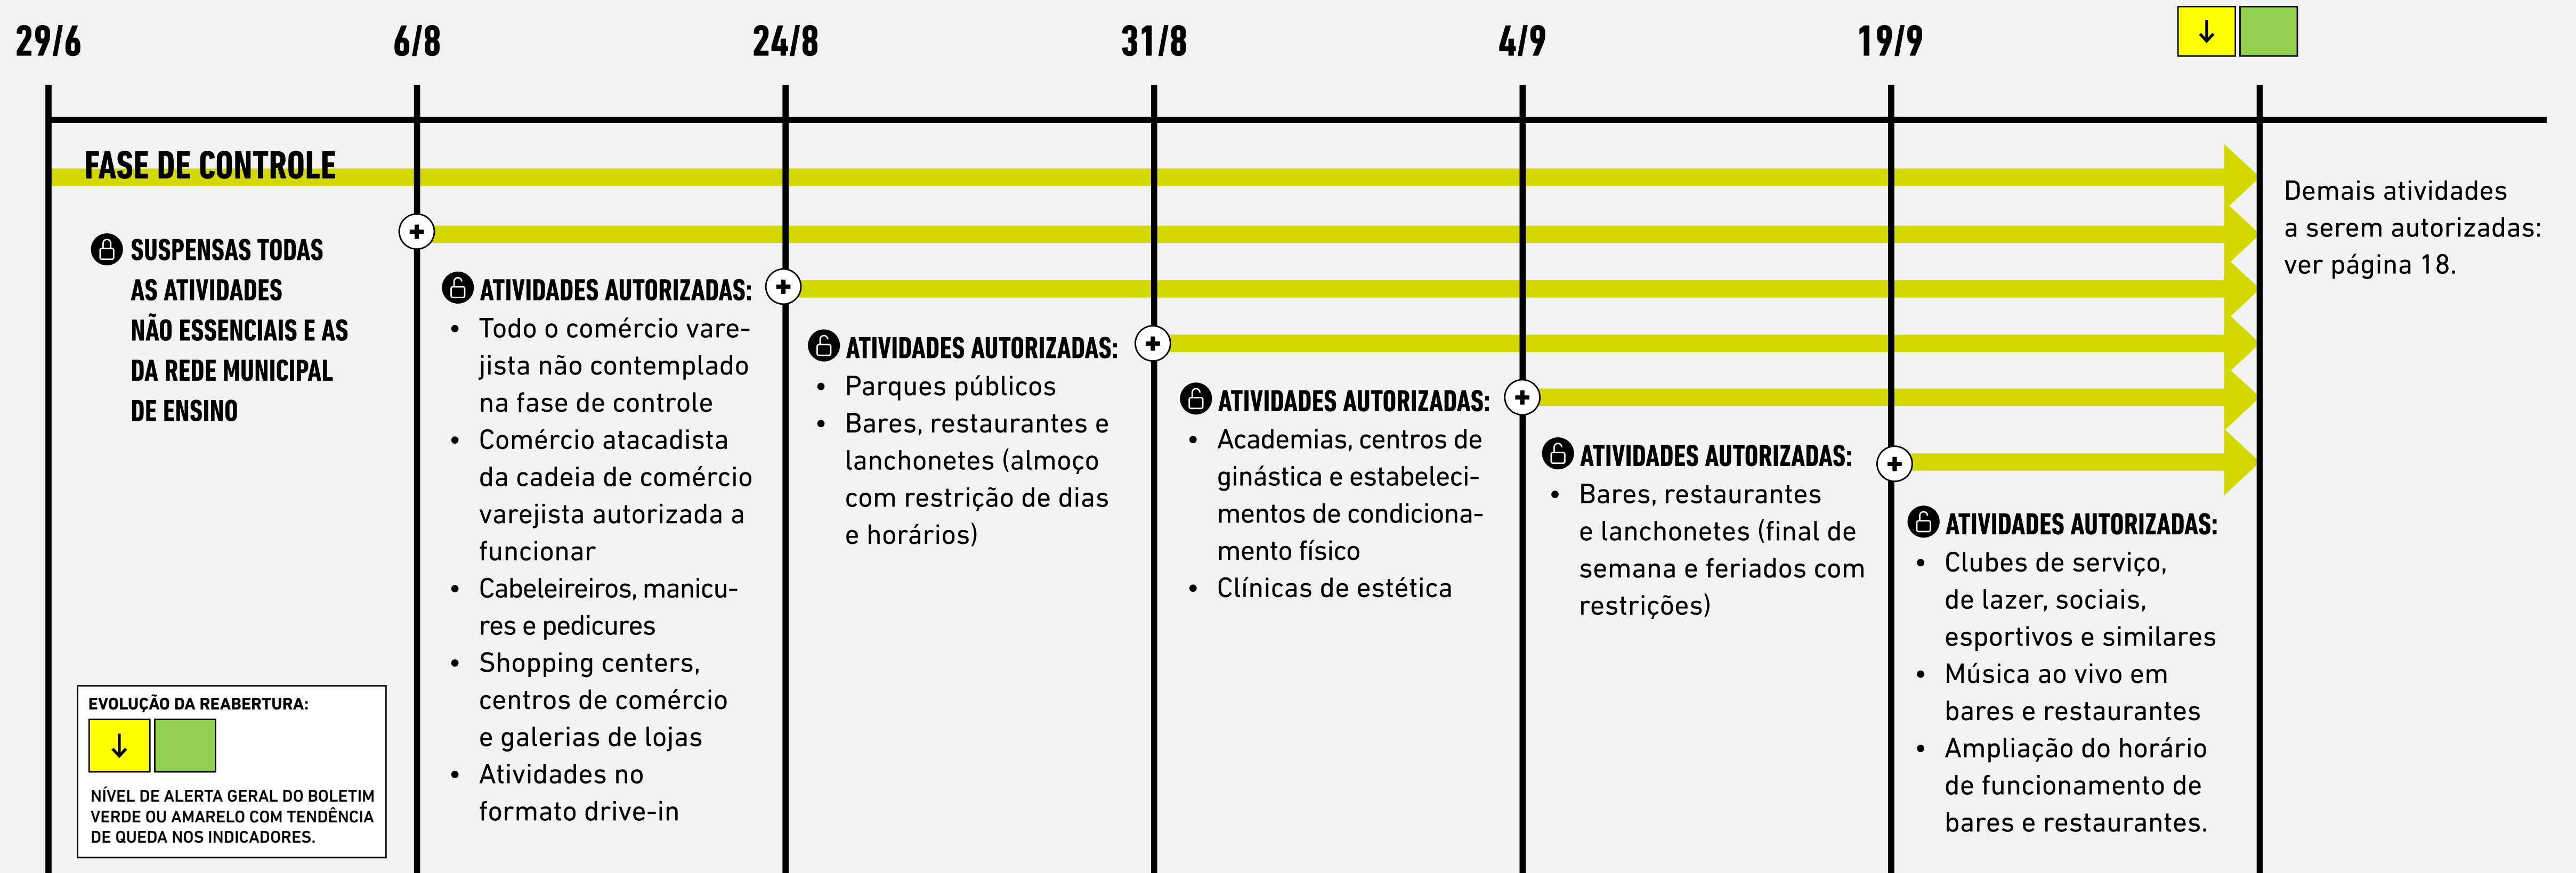 29/6
6/8
24/8
31/8
4/9
19/9
FASE DE CONTROLE
SUSPENSAS TODAS
AS ATIVIDADES
NÃO ESSENCIAIS E AS
DA REDE MUNICIPAL
DE ENSINO
EVOLUÇÃO DA REABERTURA:
NÍVEL DE ALERTA GERAL DO BOLETIM
VERDE OU AMARELO COM TENDÊNCIA
DE QUEDA NOS INDICADORES.
ATIVIDADES AUTORIZADAS:
• Todo o comércio vare-
jista não contemplado
na fase de controle
• Comércio atacadista
da cadeia de comércio
varejista autorizada a
funcionar
• Cabeleireiros, manicu-
res e pedicures
• Shopping centers,
centros de comércio
e galerias de lojas
• Atividades no
formato drive-in
ATIVIDADES AUTORIZADAS:
• Parques públicos
• Bares, restaurantes e
lanchonetes (almoço
com restrição de dias
e horários)
ATIVIDADES AUTORIZADAS:
• Academias, centros de
ginástica e estabeleci-
mentos de condiciona-
mento físico
• Clínicas de estética
ATIVIDADES AUTORIZADAS:
• Bares, restaurantes
e lanchonetes (final de
semana e feriados com
restrições)
ATIVIDADES AUTORIZADAS:
• Clubes de serviço,
de lazer, sociais,
esportivos e similares
• Música ao vivo em
bares e restaurantes
• Ampliação do horário
de funcionamento de
bares e restaurantes.
Demais atividades
a serem autorizadas:
ver página 18.